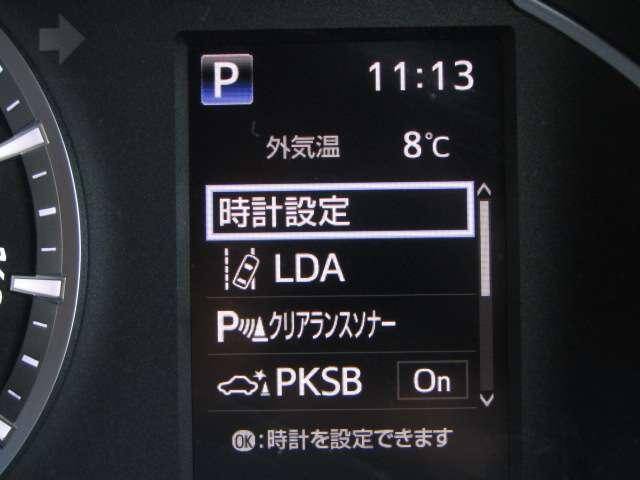 P 11:13
外気温 8℃
時計設定
LDA
P クリアランスソナー
PKSB On
OK:時計を設定できます